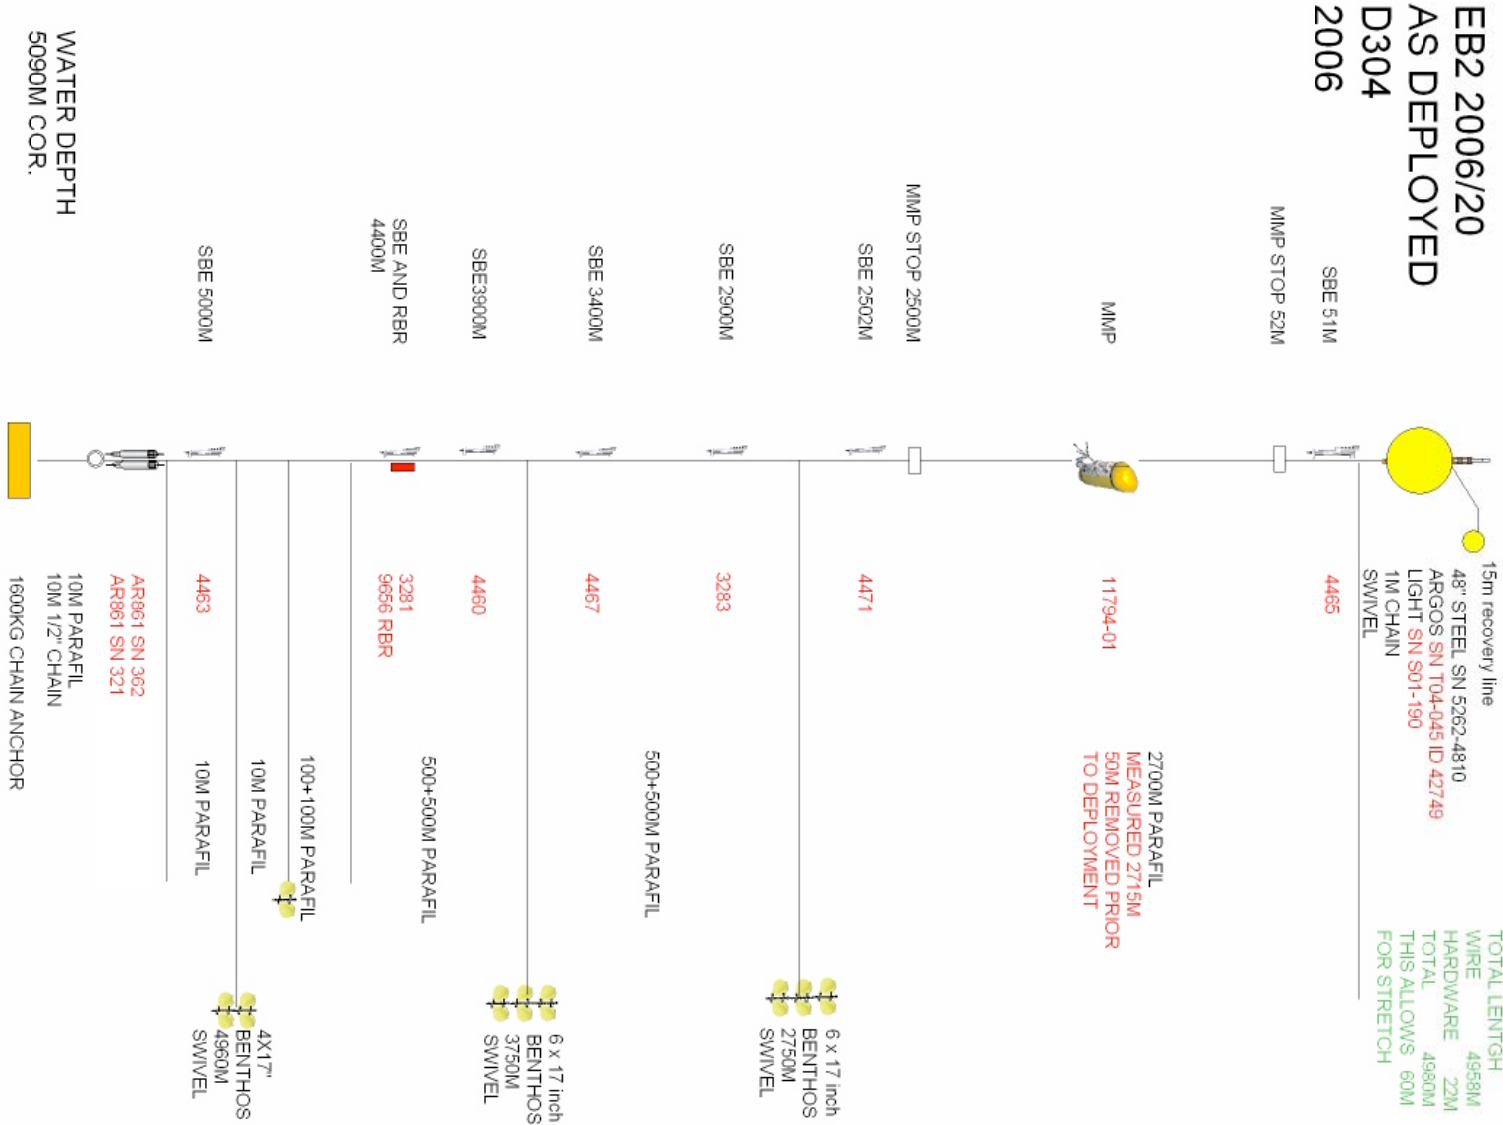 EB2 2006/20
AS DEPLOYED
D304
2006
15m recovery line
48" STEEL SN 5262-4810
ARGOS SN T04-045 ID 42749
LIGHT SN S01-190
1M CHAIN
SWIVEL
TOTAL LENTGH
WIRE 4958M
HARDWARE 22M
TOTAL 4980M
THIS ALLOWS 60M
FOR STRETCH
SBE 51M
4465
MMP STOP 52M
MMP
11794-01
2700M PARAFIL
MEASURED 2715M
50M REMOVED PRIOR
TO DEPLOYMENT
MMP STOP 2500M
SBE 2502M
4471
6 x 17 inch
BENTHOS
2750M
SWIVEL
SBE 2900M
3283
500+500M PARAFIL
SBE 3400M
4467
6 x 17 inch
BENTHOS
3750M
SWIVEL
SBE3900M
4460
500+500M PARAFIL
SBE AND RBR
4400M
3281
9656 RBR
100+100M PARAFIL
10M PARAFIL
4X17"
BENTHOS
4960M
SWIVEL
SBE 5000M
4463
10M PARAFIL
AR861 SN 362
AR861 SN 321
10M PARAFIL
10M 1/2" CHAIN
WATER DEPTH
5090M COR.
1600KG CHAIN ANCHOR